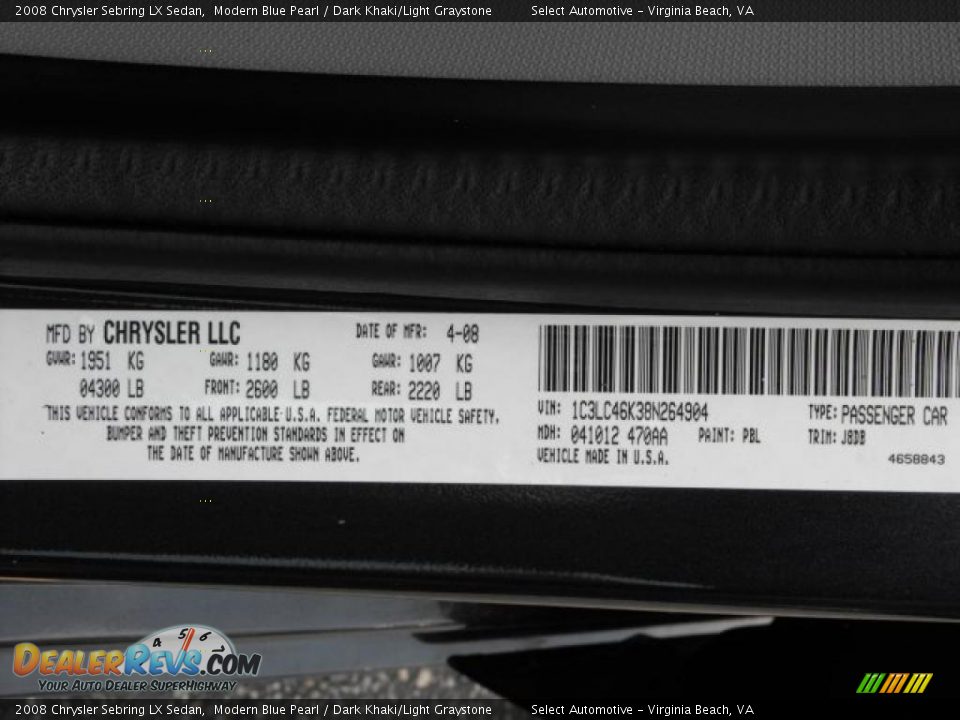 2008 Chrysler Sebring LX Sedan,  Modern Blue Pearl / Dark Khaki/Light Graystone  Select Automotive - Virginia Beach, VA
MFD BY CHRYSLER LLC  DATE OF MFR: 4-08
GVWR: 1951 KG  GAWR: 1180 KG  GAWR: 1007 KG
04300 LB  FRONT: 2600 LB  REAR: 2220 LB
THIS VEHICLE CONFORMS TO ALL APPLICABLE U.S.A. FEDERAL MOTOR VEHICLE SAFETY,
BUMPER AND THEFT PREVENTION STANDARDS IN EFFECT ON
THE DATE OF MANUFACTURE SHOWN ABOVE.
VIN: 1C3LC46K38N264904  TYPE: PASSENGER CAR
MDH: 041012 470AA  PAINT: PBL  TRIM: J8DB
VEHICLE MADE IN U.S.A.  4658843
4 5 6 7
DEALERREVS.COM
YOUR AUTO DEALER SUPERHIGHWAY
2008 Chrysler Sebring LX Sedan,  Modern Blue Pearl / Dark Khaki/Light Graystone  Select Automotive - Virginia Beach, VA